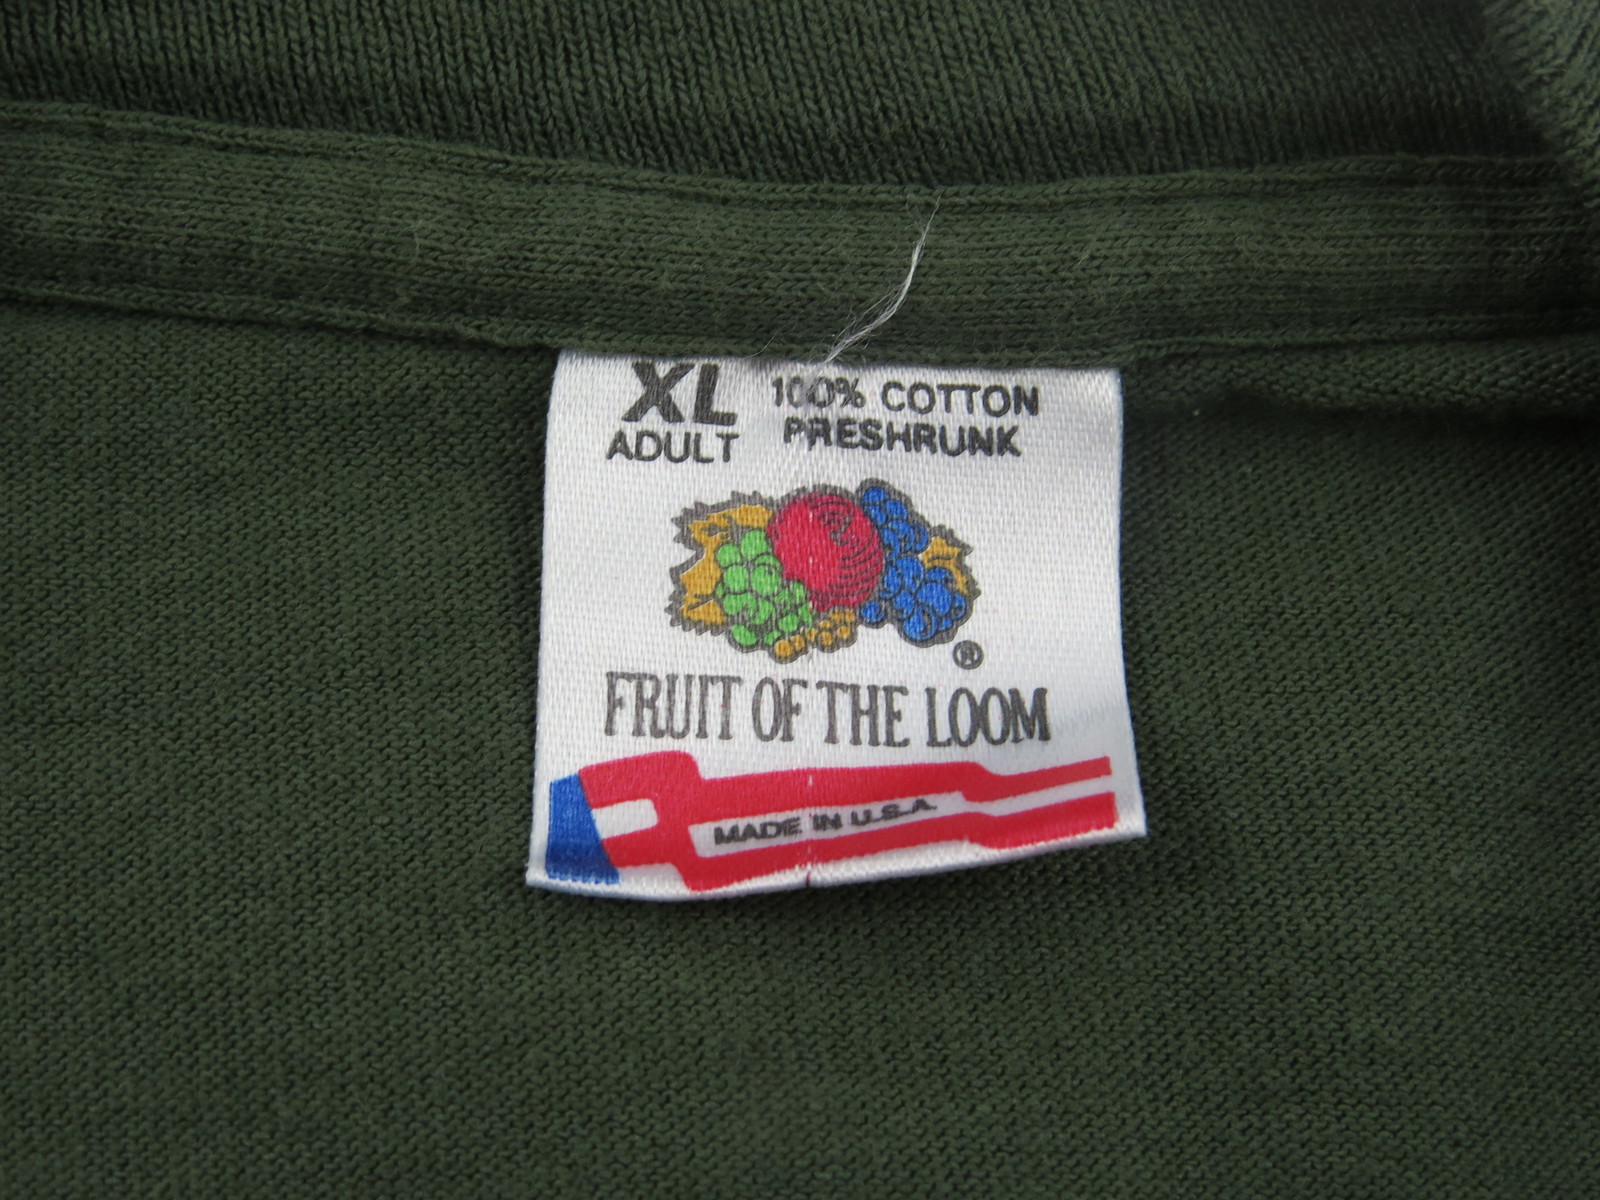 XL 100% COTTON
ADULT PRESHRUNK
®
FRUIT OF THE LOOM
MADE IN U.S.A.